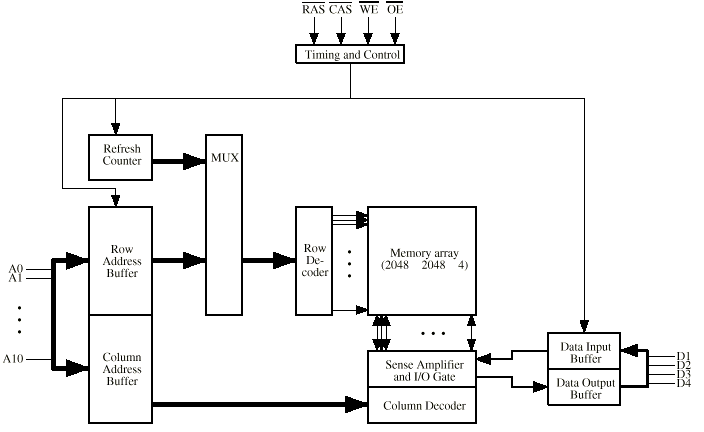 RAS CAS WE OE
Timing and Control
Refresh
Counter
MUX
Row
Address
Buffer
Row
De-
coder
Memory array
(2048 2048 4)
A0
A1
A10
Column
Address
Buffer
Sense Amplifier
and I/O Gate
Column Decoder
Data Input
Buffer
Data Output
Buffer
D1
D2
D3
D4